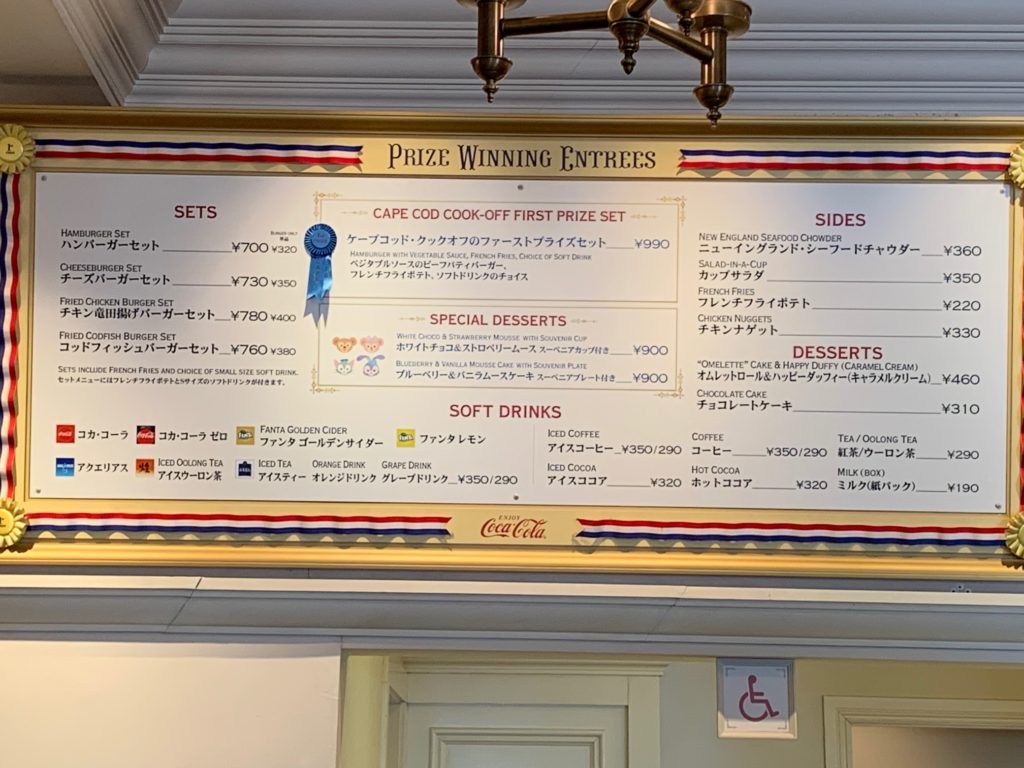 PRIZE WINNING ENTREES
SETS
HAMBURGER SET
BURGER ONLY
単品
ハンバーガーセット ¥700 ¥320
CHEESEBURGER SET
チーズバーガーセット ¥730 ¥350
FRIED CHICKEN BURGER SET
チキン竜田揚げバーガーセット ¥780 ¥400
FRIED CODFISH BURGER SET
コッドフィッシュバーガーセット ¥760 ¥380
SETS INCLUDE FRENCH FRIES AND CHOICE OF SMALL SIZE SOFT DRINK.
セットメニューにはフレンチフライポテトとSサイズのソフトドリンクが付きます。
CAPE COD COOK-OFF FIRST PRIZE SET
ケープコッド・クックオフのファーストプライズセット ¥990
HAMBURGER WITH VEGETABLE SAUCE, FRENCH FRIES, CHOICE OF SOFT DRINK
ベジタブルソースのビーフパティバーガー、
フレンチフライポテト、ソフトドリンクのチョイス
SPECIAL DESSERTS
WHITE CHOCO & STRAWBERRY MOUSSE WITH SOUVENIR CUP
ホワイトチョコ&ストロベリームース スーベニアカップ付き ¥900
BLUEBERRY & VANILLA MOUSSE CAKE WITH SOUVENIR PLATE
ブルーベリー&バニラムースケーキ スーベニアプレート付き ¥900
SIDES
NEW ENGLAND SEAFOOD CHOWDER
ニューイングランド・シーフードチャウダー ¥360
SALAD-IN-A-CUP
カップサラダ ¥350
FRENCH FRIES
フレンチフライポテト ¥220
CHICKEN NUGGETS
チキンナゲット ¥330
DESSERTS
"OMELETTE" CAKE & HAPPY DUFFY (CARAMEL CREAM)
オムレットロール&ハッピーダッフィー(キャラメルクリーム) ¥460
CHOCOLATE CAKE
チョコレートケーキ ¥310
SOFT DRINKS
コカ・コーラ
コカ・コーラ ゼロ
FANTA GOLDEN CIDER
ファンタ ゴールデンサイダー
ファンタ レモン
アクエリアス
ICED OOLONG TEA
アイスウーロン茶
ICED TEA
アイスティー
ORANGE DRINK
オレンジドリンク
GRAPE DRINK
グレープドリンク ¥350/290
ICED COFFEE
アイスコーヒー ¥350/290
COFFEE
コーヒー ¥350/290
TEA / OOLONG TEA
紅茶/ウーロン茶 ¥290
ICED COCOA
アイスココア ¥320
HOT COCOA
ホットココア ¥320
MILK (BOX)
ミルク(紙パック) ¥190
ENJOY
Coca-Cola